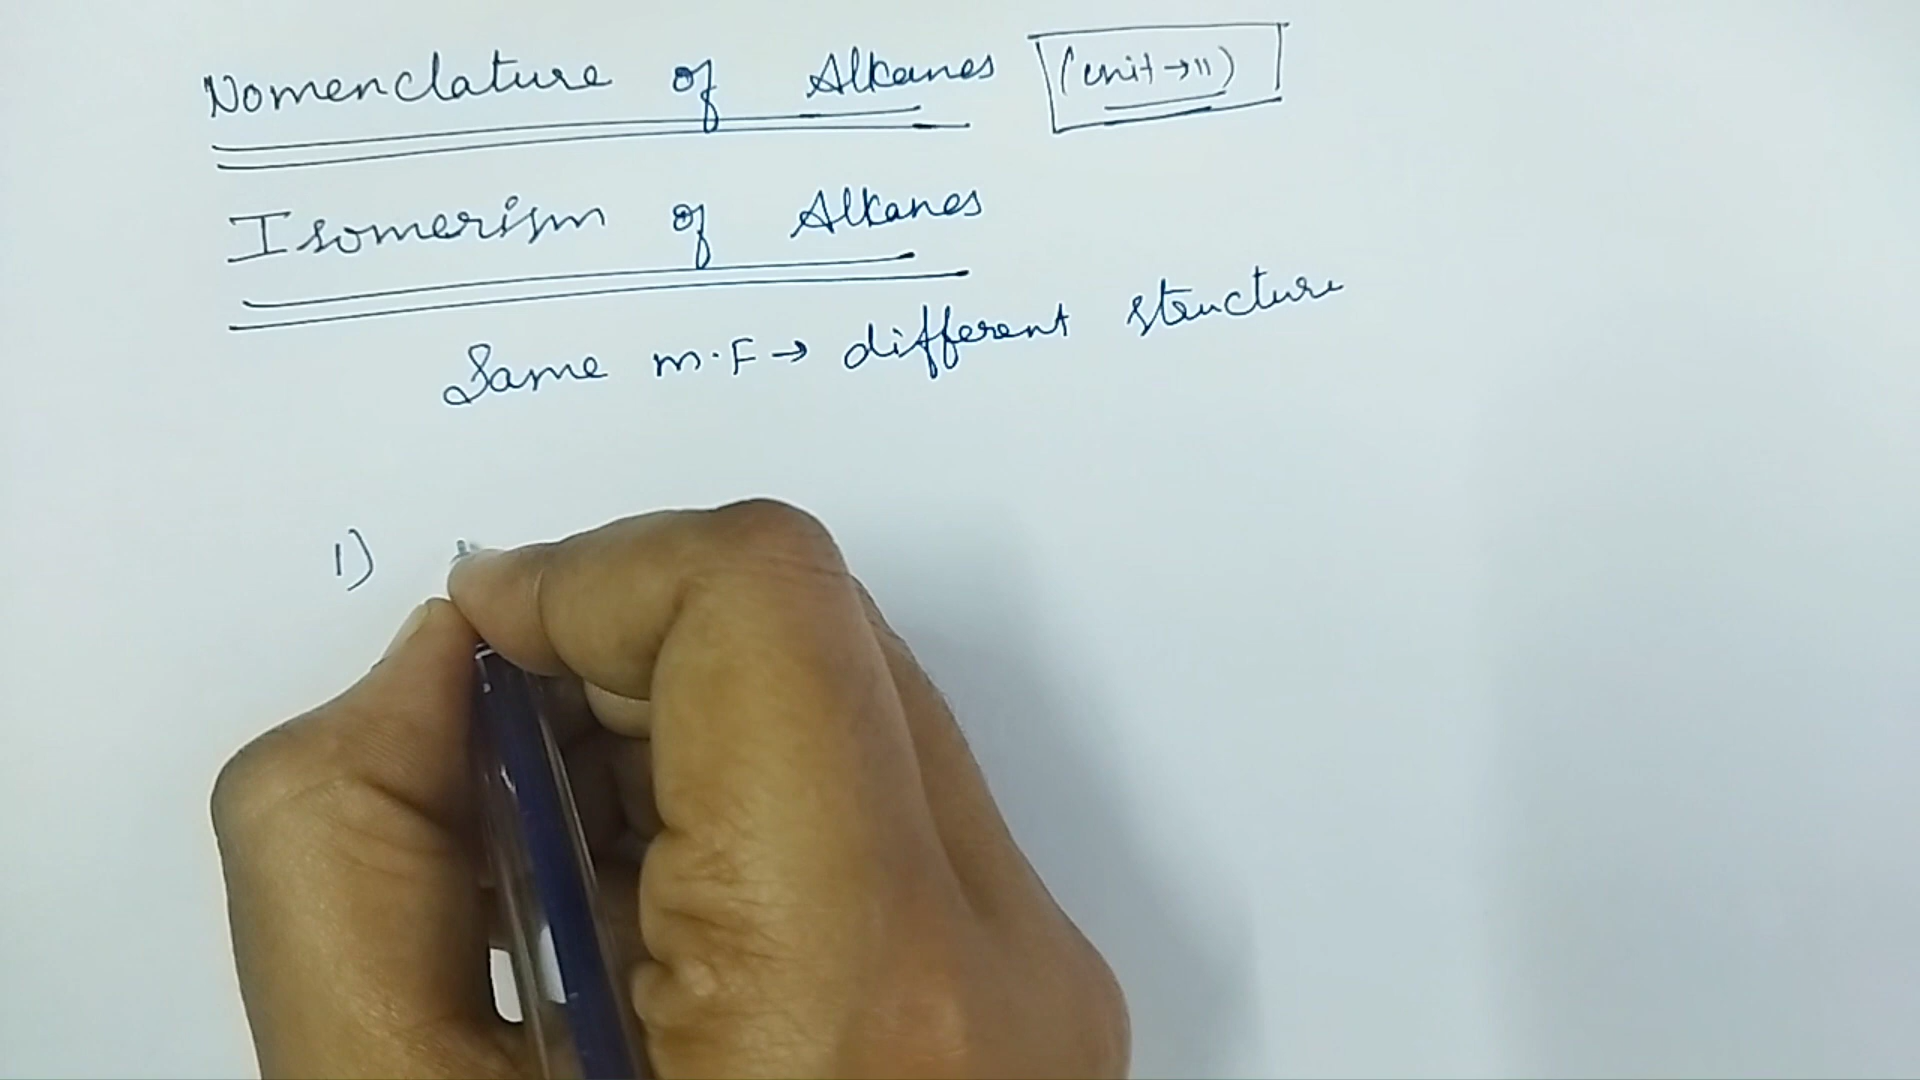 Nomenclature of Alkanes (unit → 11)
Isomerism of Alkanes
Same m.F → different structure
1)